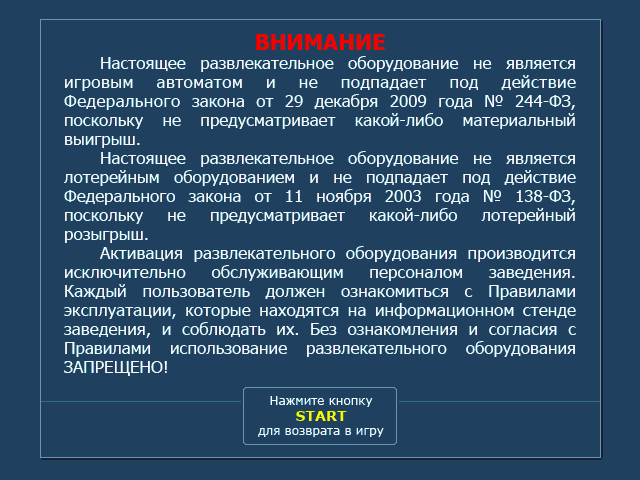 ВНИМАНИЕ
Настоящее развлекательное оборудование не является
игровым автоматом и не подпадает под действие
Федерального закона от 29 декабря 2009 года № 244-ФЗ,
поскольку не предусматривает какой-либо материальный
выигрыш.
Настоящее развлекательное оборудование не является
лотерейным оборудованием и не подпадает под действие
Федерального закона от 11 ноября 2003 года № 138-ФЗ,
поскольку не предусматривает какой-либо лотерейный
розыгрыш.
Активация развлекательного оборудования производится
исключительно обслуживающим персоналом заведения.
Каждый пользователь должен ознакомиться с Правилами
эксплуатации, которые находятся на информационном стенде
заведения, и соблюдать их. Без ознакомления и согласия с
Правилами использование развлекательного оборудования
ЗАПРЕЩЕНО!
Нажмите кнопку
START
для возврата в игру